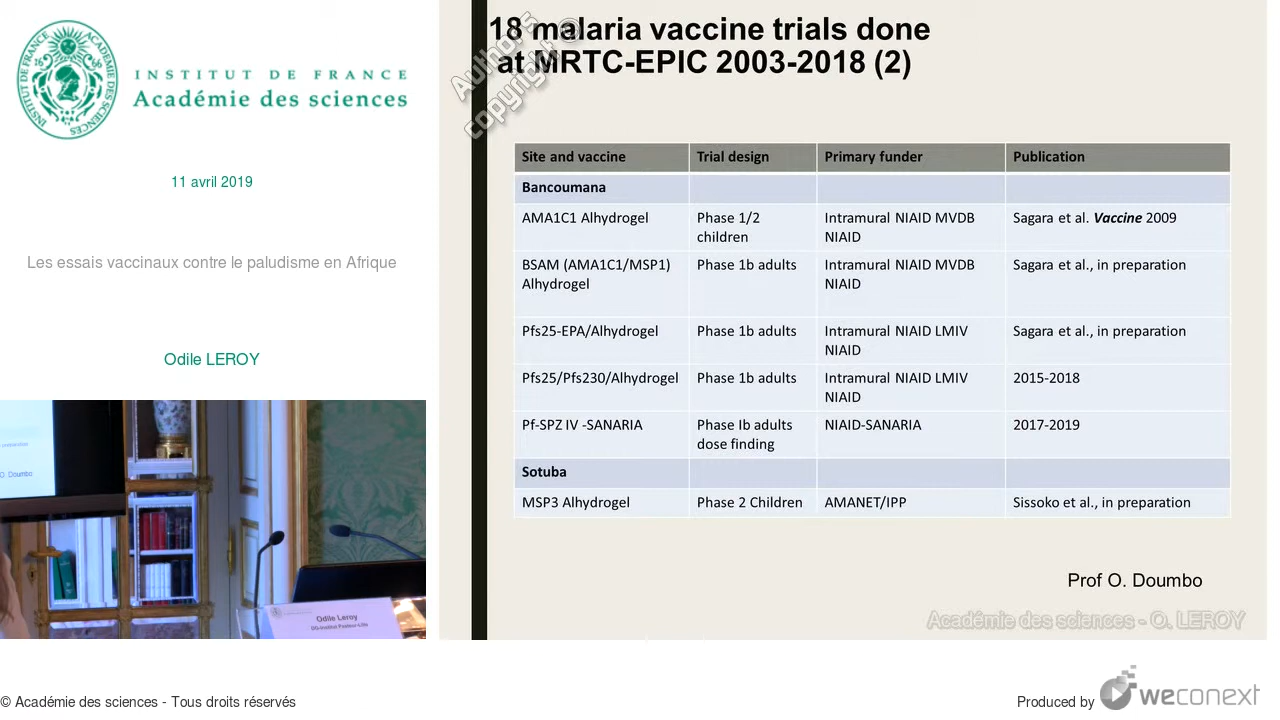 INSTITUT DE FRANCE
Académie des sciences
11 avril 2019
Les essais vaccinaux contre le paludisme en Afrique
Odile LEROY
18 malaria vaccine trials done
at MRTC-EPIC 2003-2018 (2)
Author's
copyright ©
Site and vaccine Trial design Primary funder Publication
Bancoumana
AMA1C1 Alhydrogel Phase 1/2 Intramural NIAID MVDB Sagara et al. Vaccine 2009
children NIAID
BSAM (AMA1C1/MSP1) Phase 1b adults Intramural NIAID MVDB Sagara et al., in preparation
Alhydrogel NIAID
Pfs25-EPA/Alhydrogel Phase 1b adults Intramural NIAID LMIV Sagara et al., in preparation
NIAID
Pfs25/Pfs230/Alhydrogel Phase 1b adults Intramural NIAID LMIV 2015-2018
NIAID
Pf-SPZ IV -SANARIA Phase Ib adults NIAID-SANARIA 2017-2019
dose finding
Sotuba
MSP3 Alhydrogel Phase 2 Children AMANET/IPP Sissoko et al., in preparation
Prof O. Doumbo
Académie des sciences - O. LEROY
preparation
O. Doumbo
Odile Leroy
© Académie des sciences - Tous droits réservés
Produced by weconext